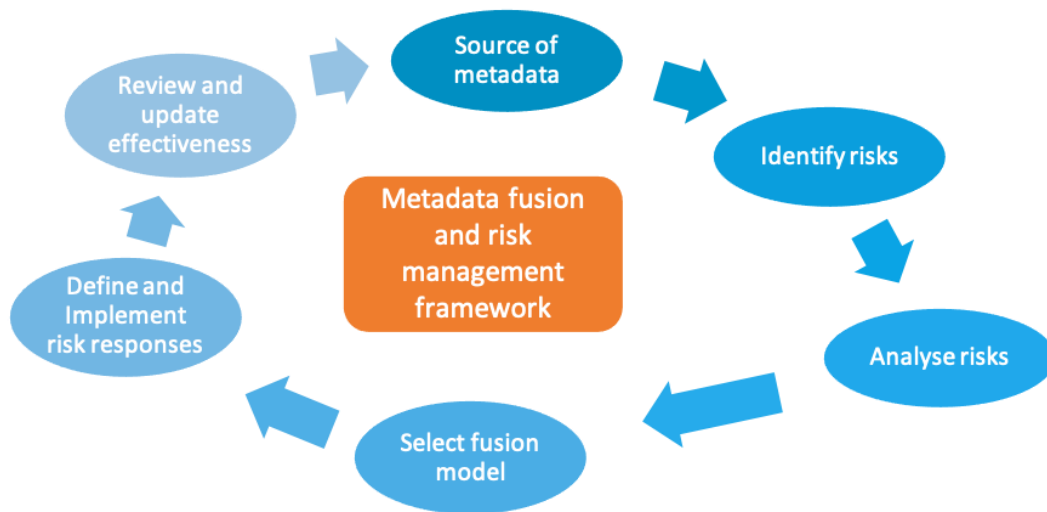 Source of
metadata
Identify risks
Analyse risks
Select fusion
model
Define and
Implement
risk responses
Review and
update
effectiveness
Metadada fusion
and risk
management
framework